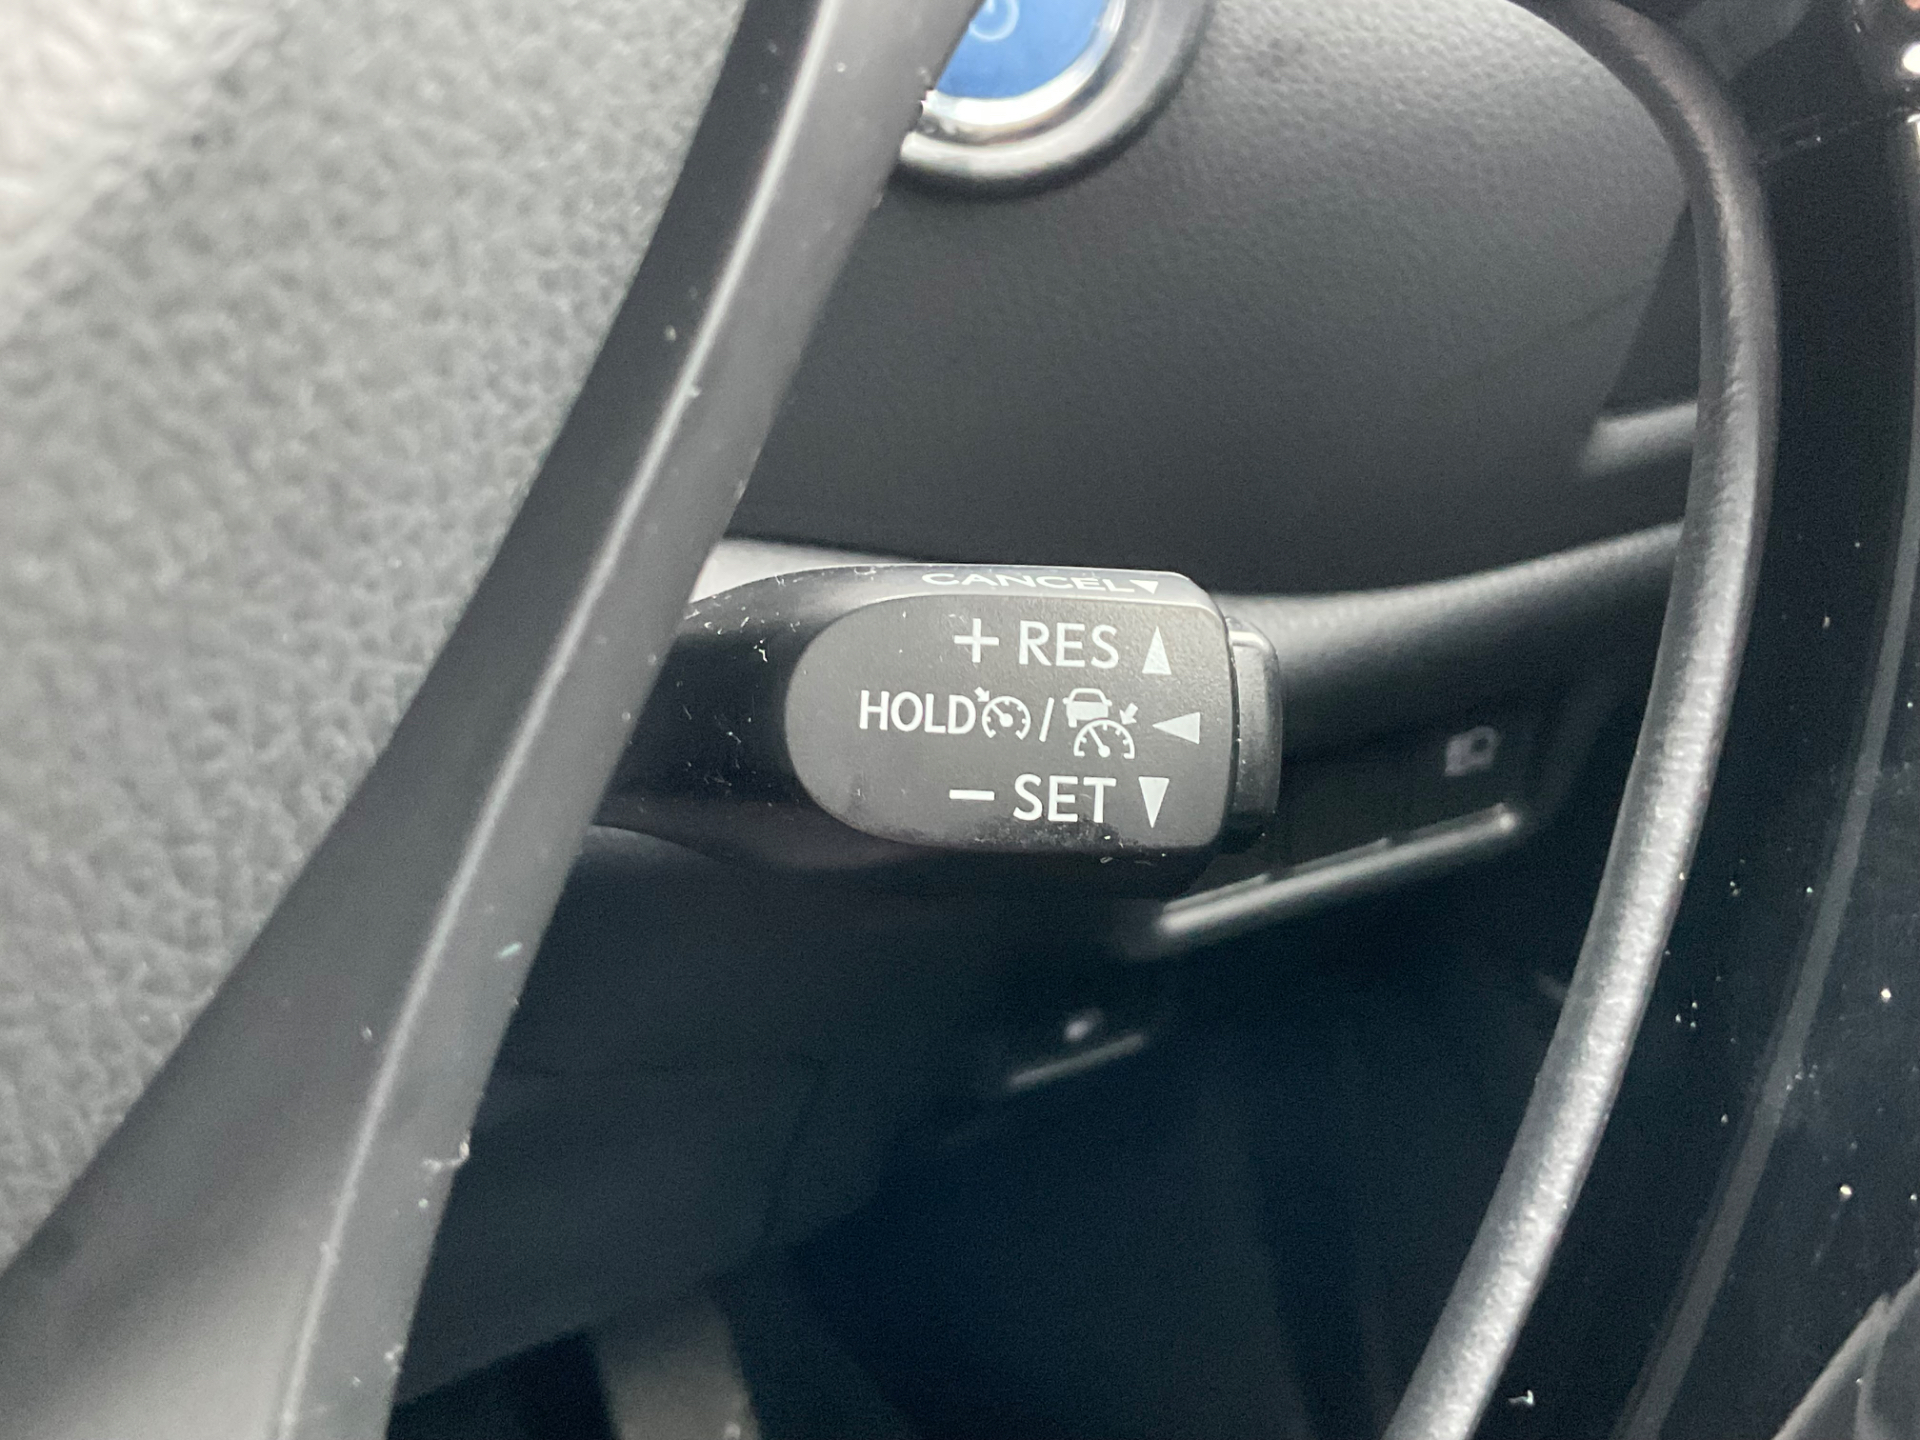 CANCEL▼
+ RES ▲
HOLD / ◀
− SET ▼